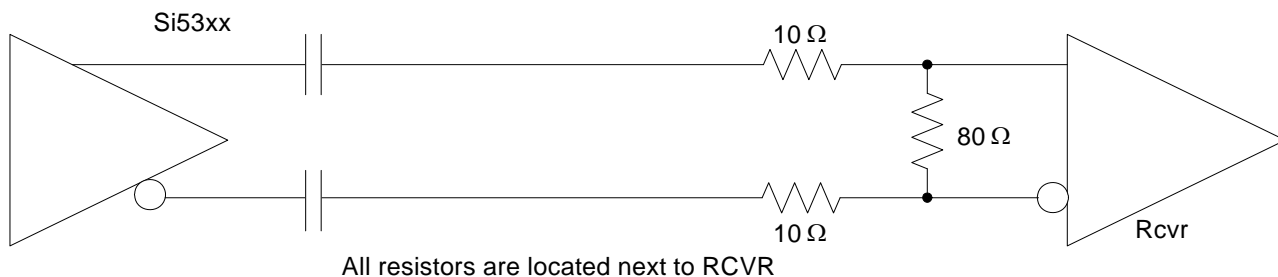 Si53xx
10 Ω
80 Ω
10 Ω
Rcvr
All resistors are located next to RCVR